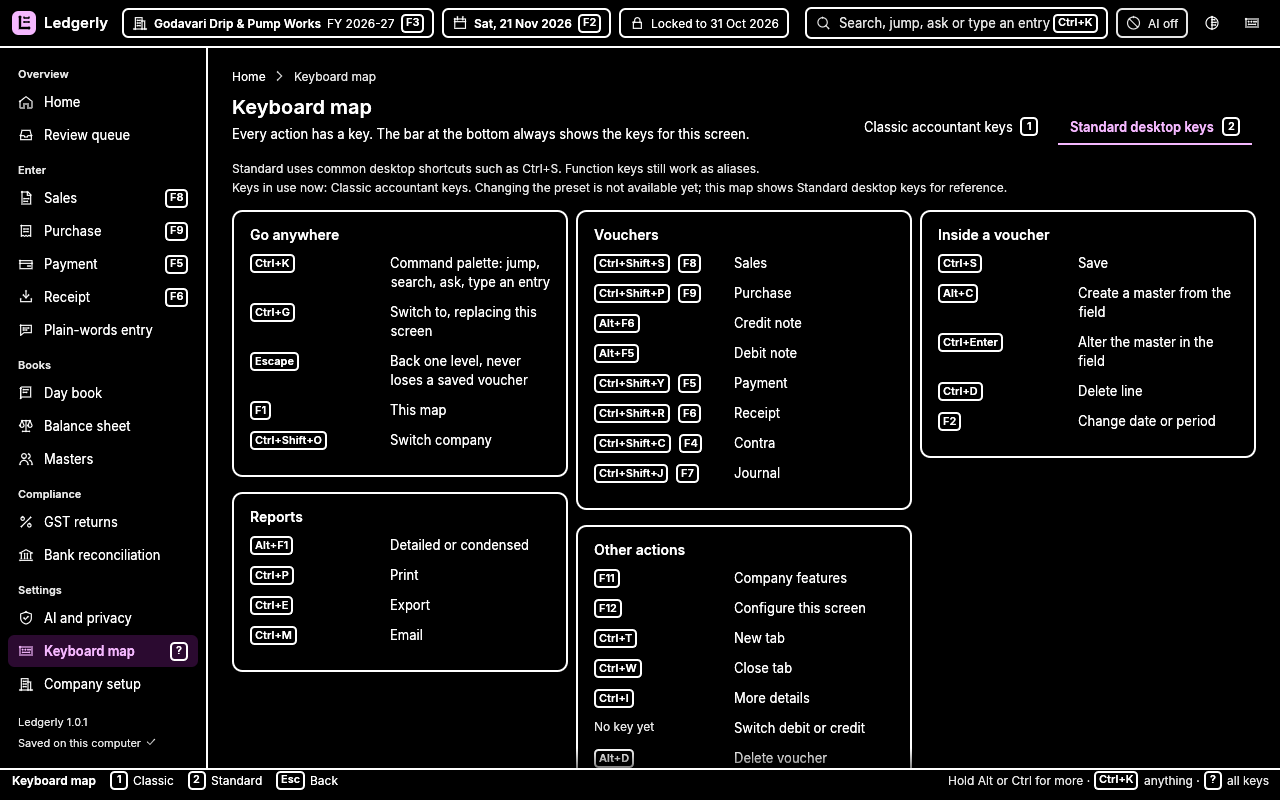 Ledgerly
Godavari Drip & Pump Works FY 2026-27 F3
Sat, 21 Nov 2026 F2
Locked to 31 Oct 2026
Search, jump, ask or type an entry Ctrl+K
AI off
Overview
Home
Review queue
Enter
Sales F8
Purchase F9
Payment F5
Receipt F6
Plain-words entry
Books
Day book
Balance sheet
Masters
Compliance
GST returns
Bank reconciliation
Settings
AI and privacy
Keyboard map ?
Company setup
Ledgerly 1.0.1
Saved on this computer
Home Keyboard map
Keyboard map
Every action has a key. The bar at the bottom always shows the keys for this screen.
Classic accountant keys 1
Standard desktop keys 2
Standard uses common desktop shortcuts such as Ctrl+S. Function keys still work as aliases.
Keys in use now: Classic accountant keys. Changing the preset is not available yet; this map shows Standard desktop keys for reference.
Go anywhere
Ctrl+K Command palette: jump,
search, ask, type an entry
Ctrl+G Switch to, replacing this
screen
Escape Back one level, never
loses a saved voucher
F1 This map
Ctrl+Shift+O Switch company
Reports
Alt+F1 Detailed or condensed
Ctrl+P Print
Ctrl+E Export
Ctrl+M Email
Vouchers
Ctrl+Shift+S F8 Sales
Ctrl+Shift+P F9 Purchase
Alt+F6 Credit note
Alt+F5 Debit note
Ctrl+Shift+Y F5 Payment
Ctrl+Shift+R F6 Receipt
Ctrl+Shift+C F4 Contra
Ctrl+Shift+J F7 Journal
Other actions
F11 Company features
F12 Configure this screen
Ctrl+T New tab
Ctrl+W Close tab
Ctrl+I More details
No key yet Switch debit or credit
Alt+D Delete voucher
Inside a voucher
Ctrl+S Save
Alt+C Create a master from the
field
Ctrl+Enter Alter the master in the
field
Ctrl+D Delete line
F2 Change date or period
Keyboard map 1 Classic 2 Standard Esc Back
Hold Alt or Ctrl for more · Ctrl+K anything · ? all keys